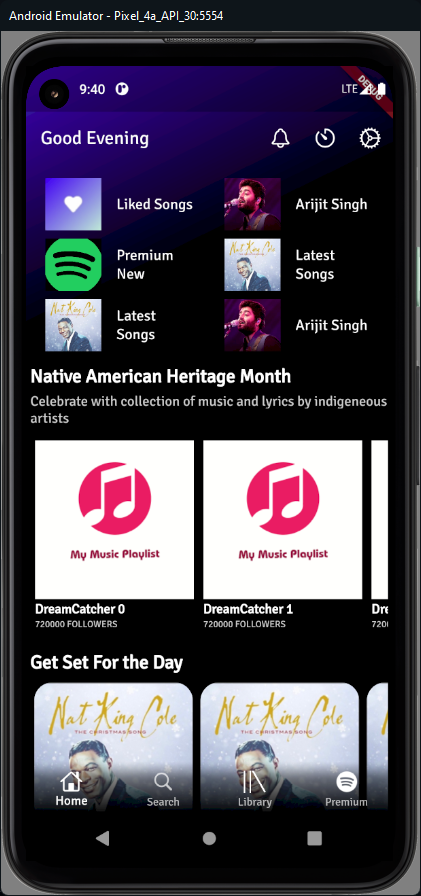 Android Emulator - Pixel_4a_API_30:5554
9:40
LTE
DEBUG
Good Evening
Liked Songs
Arijit Singh
Premium
New
Latest
Songs
Latest
Songs
Arijit Singh
Native American Heritage Month
Celebrate with collection of music and lyrics by indigeneous
artists
My Music Playlist
My Music Playlist
DreamCatcher 0
DreamCatcher 1
Dre
720000 FOLLOWERS
720000 FOLLOWERS
720
Get Set For the Day
Nat King Cole
THE CHRISTMAS SONG
Nat King Cole
THE CHRISTMAS SONG
Home
Search
Library
Premium